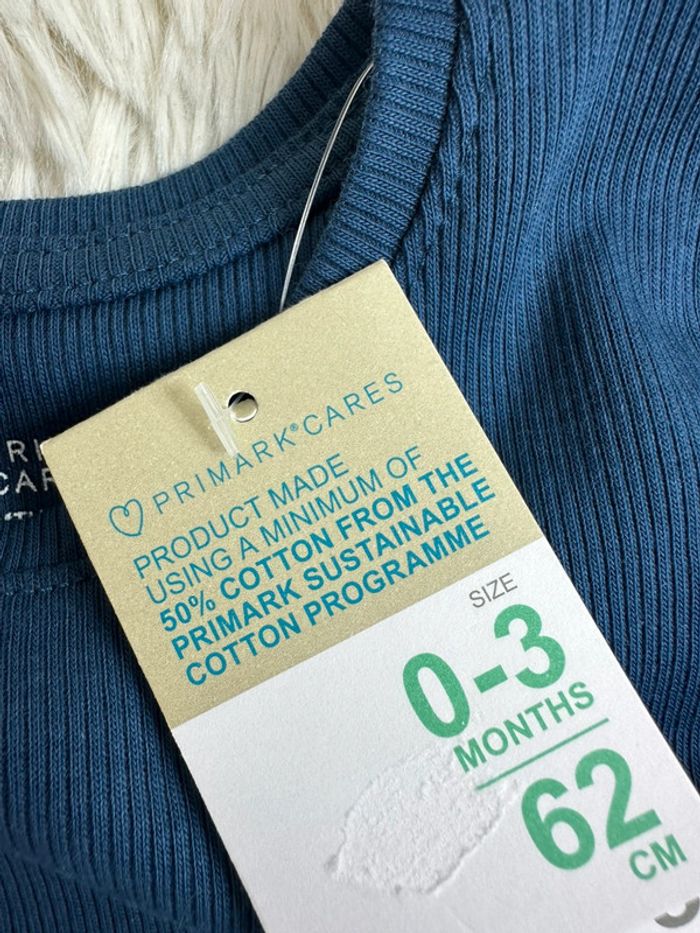 PRIMARK® CARES
PRODUCT MADE
USING A MINIMUM OF
50% COTTON FROM THE
PRIMARK SUSTAINABLE
COTTON PROGRAMME
SIZE
0-3
MONTHS
62
CM